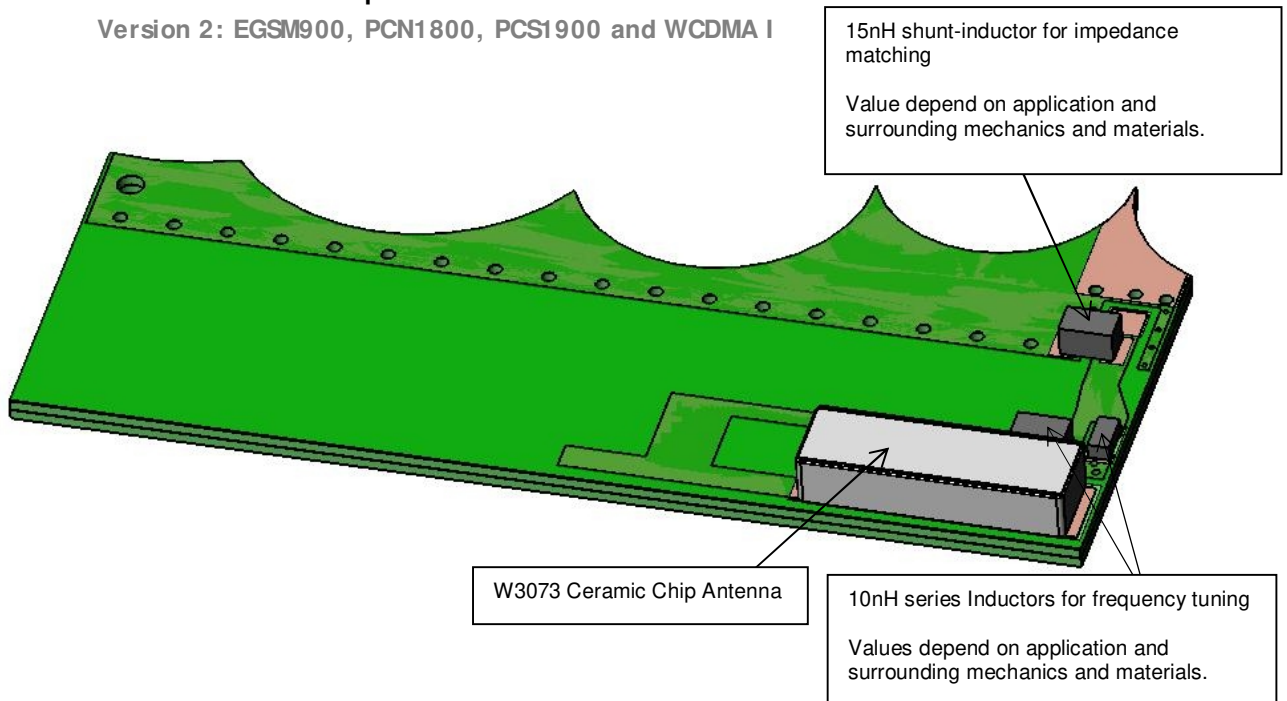 Version 2: EGSM900, PCN1800, PCS1900 and WCDMA I
15nH shunt-inductor for impedance
matching
Value depend on application and
surrounding mechanics and materials.
W3073 Ceramic Chip Antenna
10nH series Inductors for frequency tuning
Values depend on application and
surrounding mechanics and materials.